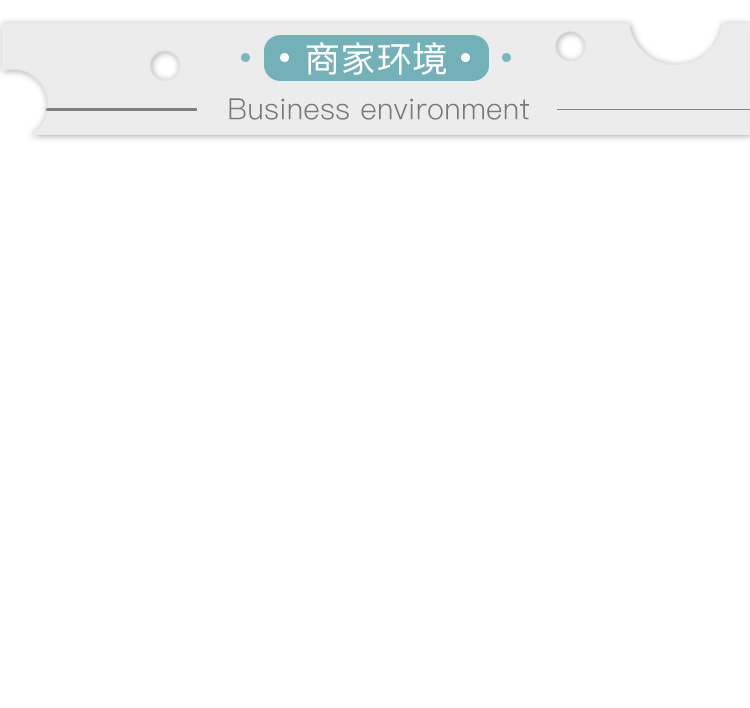 商家环境
Business environment